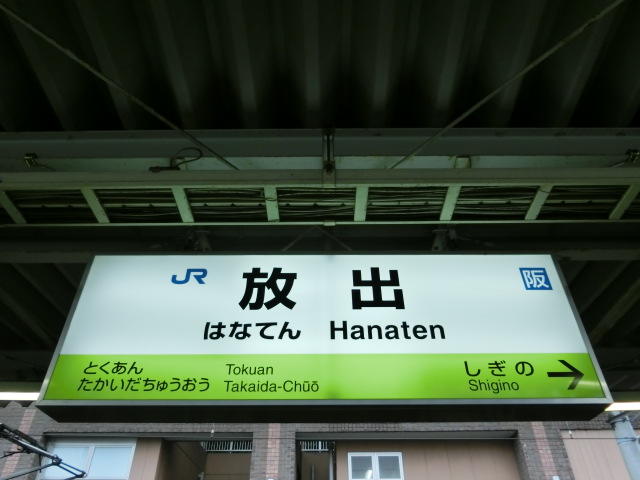 JR 放出 阪
はなてん Hanaten
とくあん Tokuan
たかいだちゅうおう Takaida-Chūō
しぎの →
Shigino